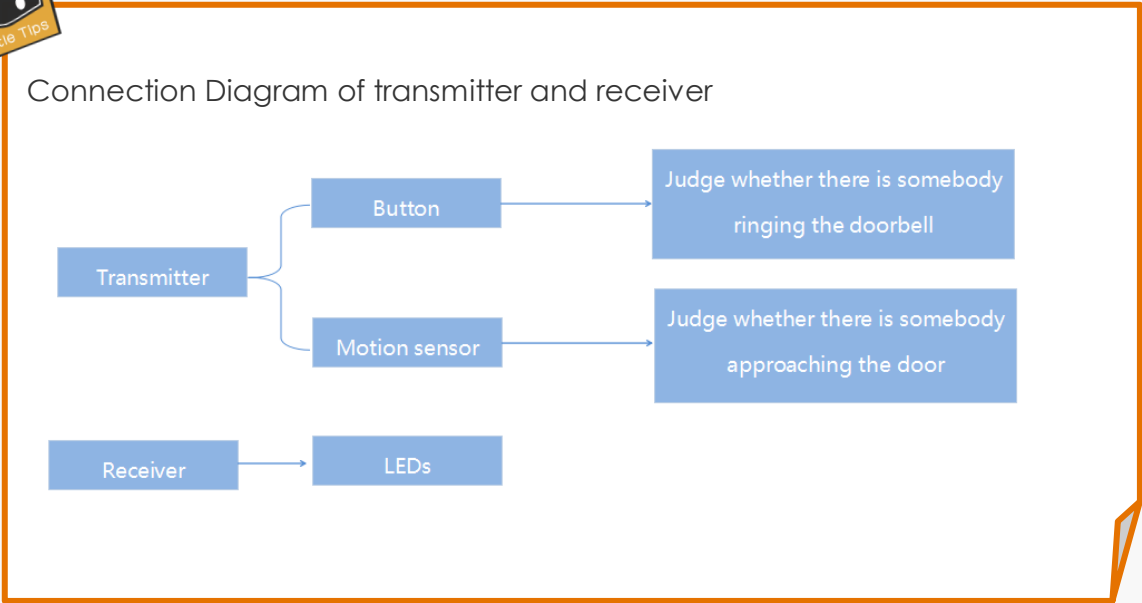 Tips
Connection Diagram of transmitter and receiver
Button
Judge whether there is somebody
ringing the doorbell
Transmitter
Motion sensor
Judge whether there is somebody
approaching the door
Receiver
LEDs